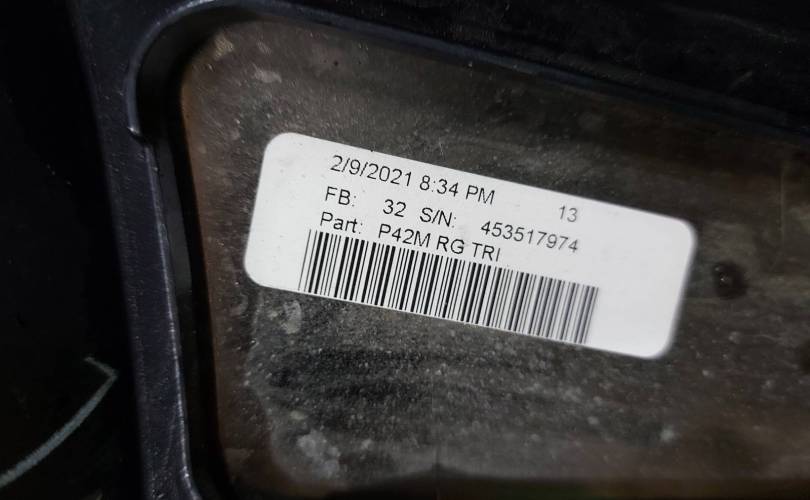 2/9/2021 8:34 PM 13
FB: 32 S/N: 453517974
Part: P42M RG TRI